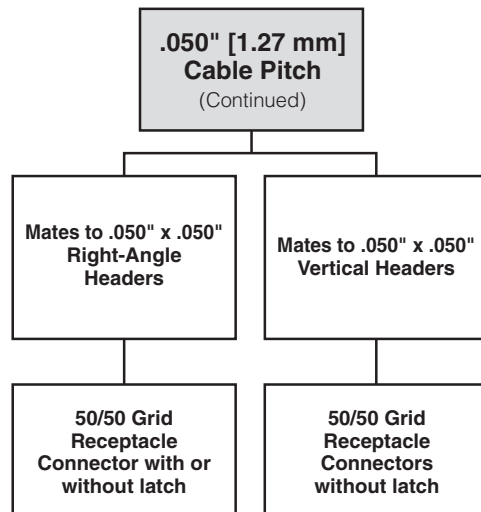 .050" [1.27 mm]
Cable Pitch
(Continued)
Mates to .050" x .050"
Right-Angle
Headers
Mates to .050" x .050"
Vertical Headers
50/50 Grid
Receptacle
Connector with or
without latch
50/50 Grid
Receptacle
Connectors
without latch